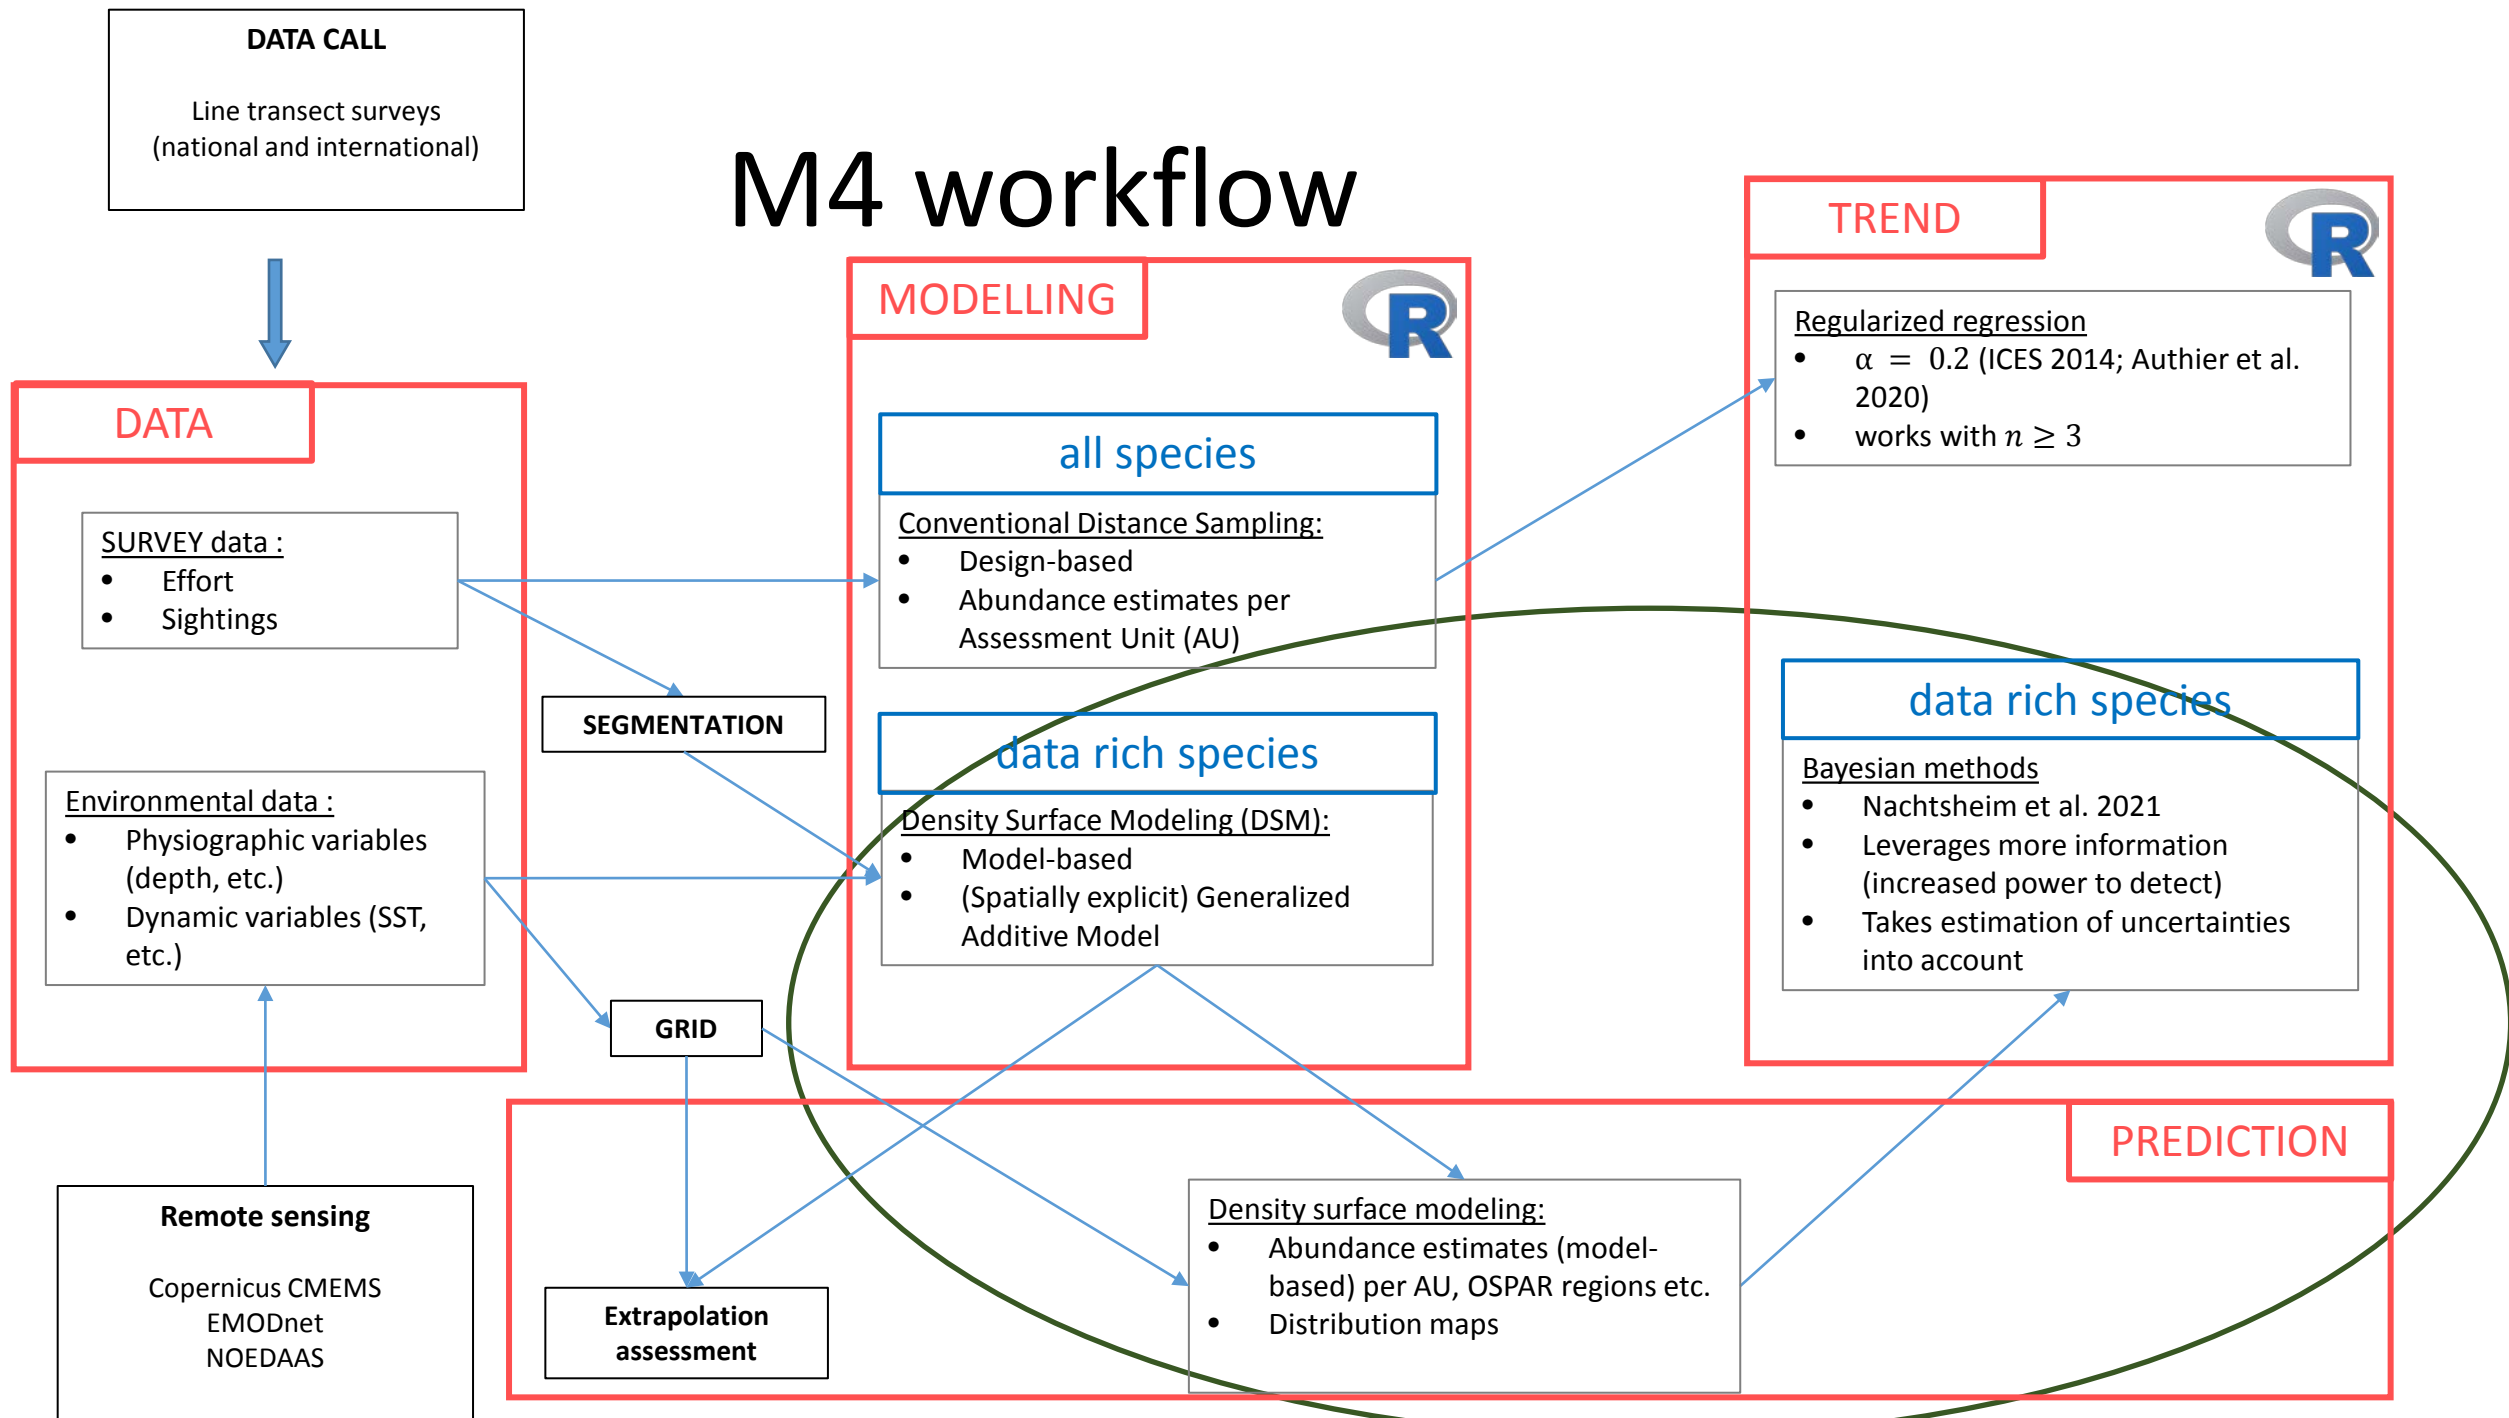 DATA CALL
Line transect surveys
(national and international)
M4 workflow
DATA
SURVEY data :
• Effort
• Sightings
Environmental data :
• Physiographic variables
(depth, etc.)
• Dynamic variables (SST,
etc.)
Remote sensing
Copernicus CMEMS
EMODnet
NOEDAAS
SEGMENTATION
GRID
MODELLING
R
all species
Conventional Distance Sampling:
• Design-based
• Abundance estimates per
Assessment Unit (AU)
data rich species
Density Surface Modeling (DSM):
• Model-based
• (Spatially explicit) Generalized
Additive Model
TREND
R
Regularized regression
• α = 0.2 (ICES 2014; Authier et al.
2020)
• works with n ≥ 3
data rich species
Bayesian methods
• Nachtsheim et al. 2021
• Leverages more information
(increased power to detect)
• Takes estimation of uncertainties
into account
PREDICTION
Extrapolation
assessment
Density surface modeling:
• Abundance estimates (model-
based) per AU, OSPAR regions etc.
• Distribution maps